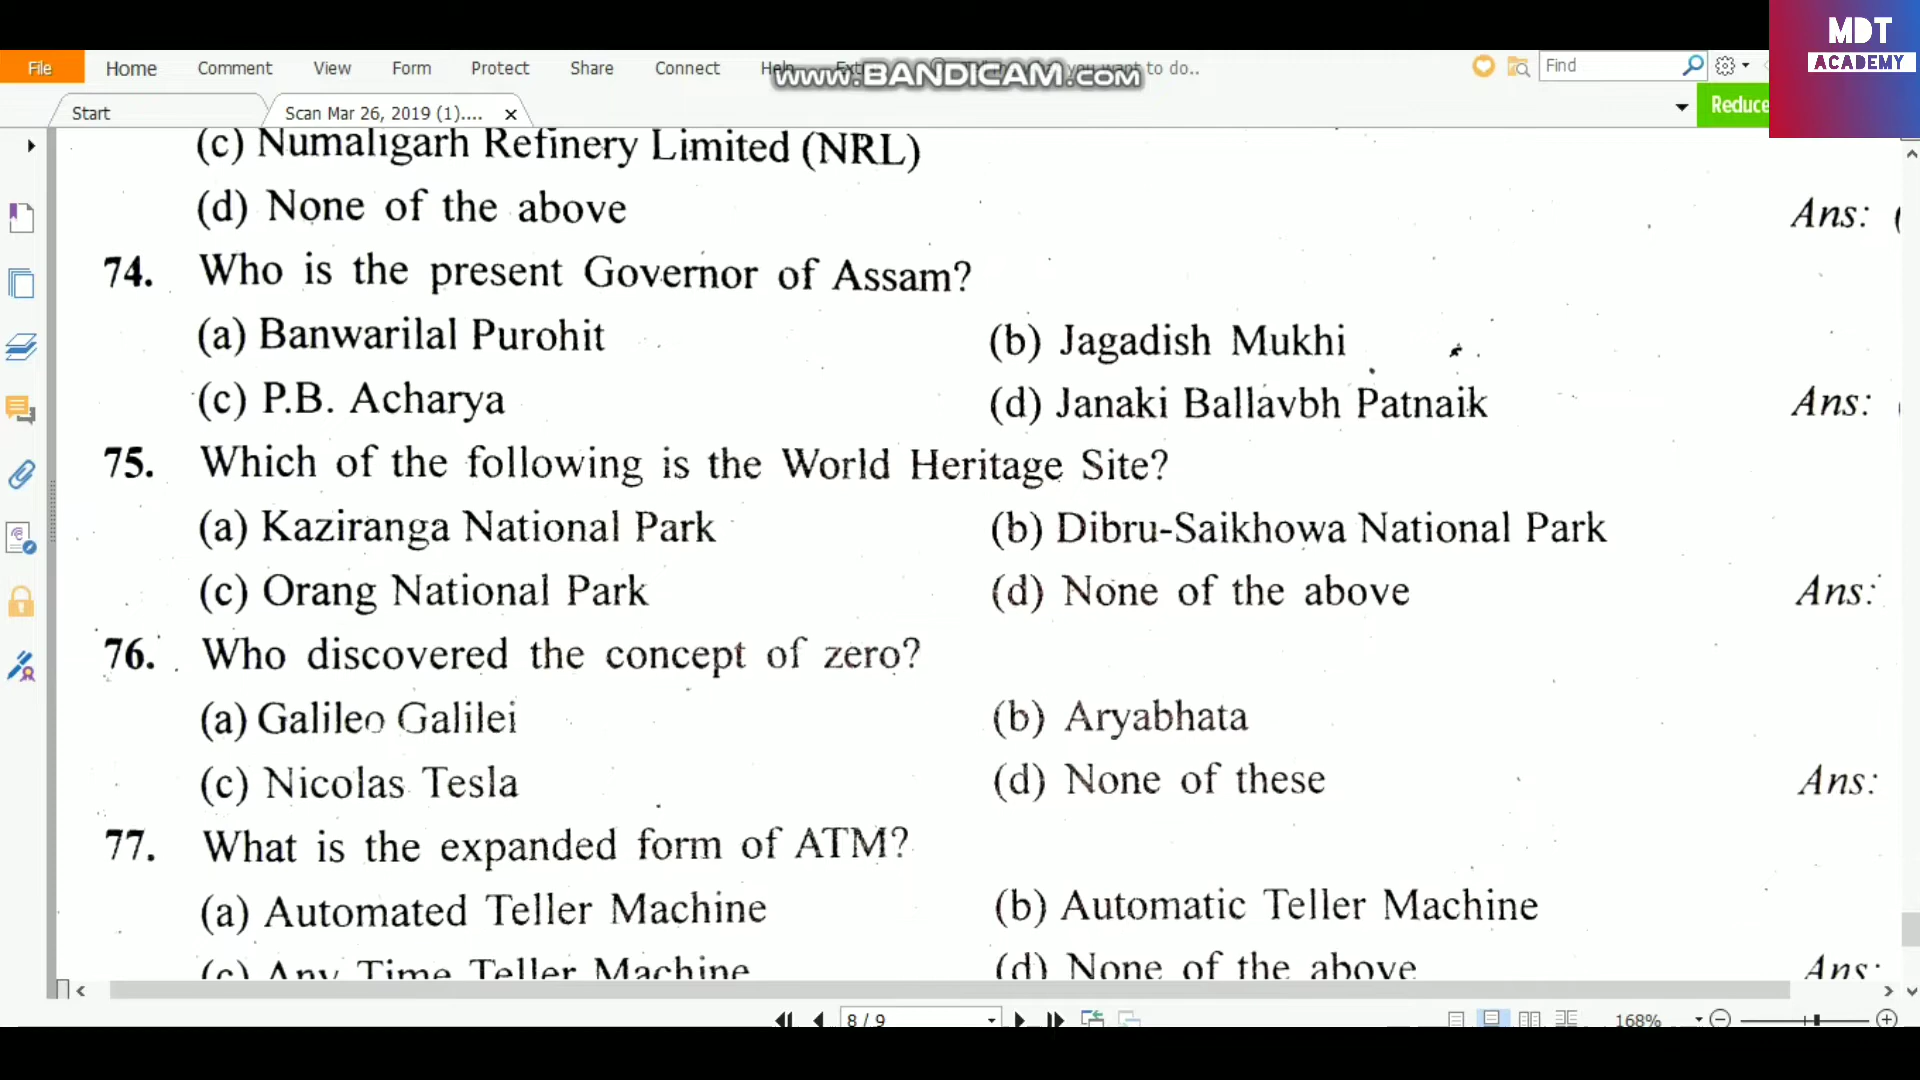 MDT
ACADEMY
File Home Comment View Form Protect Share Connect Help want to do.. Find
www.BANDICAM.com
Start Scan Mar 26, 2019 (1).... × Reduce
(c) Numaligarh Refinery Limited (NRL)
(d) None of the above Ans: (
74. Who is the present Governor of Assam?
(a) Banwarilal Purohit (b) Jagadish Mukhi
(c) P.B. Acharya (d) Janaki Ballavbh Patnaik Ans: (
75. Which of the following is the World Heritage Site?
(a) Kaziranga National Park (b) Dibru-Saikhowa National Park
(c) Orang National Park (d) None of the above Ans:
76. Who discovered the concept of zero?
(a) Galileo Galilei (b) Aryabhata
(c) Nicolas Tesla (d) None of these Ans:
77. What is the expanded form of ATM?
(a) Automated Teller Machine (b) Automatic Teller Machine
(c) Any Time Teller Machine (d) None of the above Ans:
8 / 9 168%